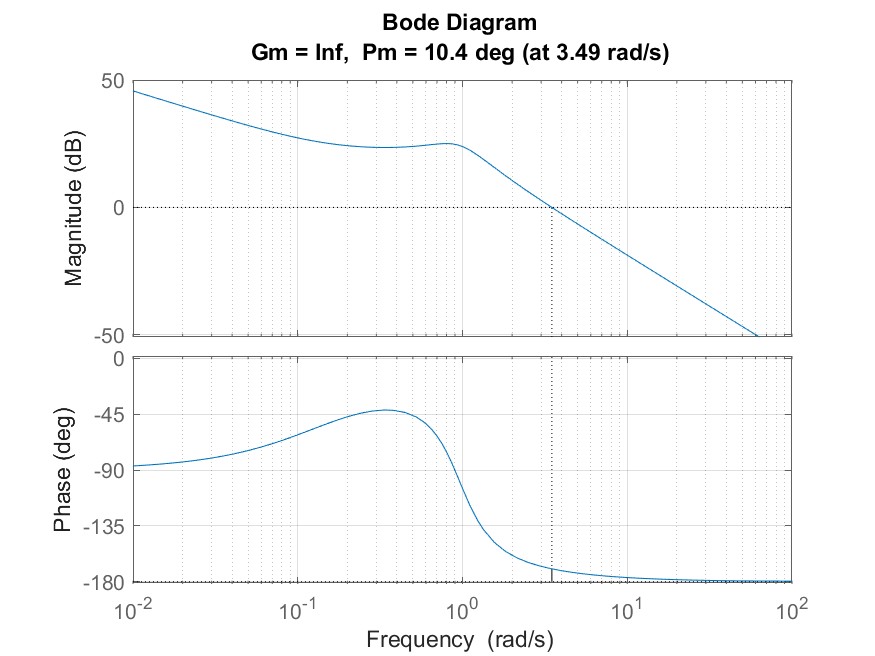 Bode Diagram
Gm = Inf,  Pm = 10.4 deg (at 3.49 rad/s)
50
0
-50
Magnitude (dB)
0
-45
-90
-135
-180
Phase (deg)
10^-2
10^-1
10^0
10^1
10^2
Frequency  (rad/s)